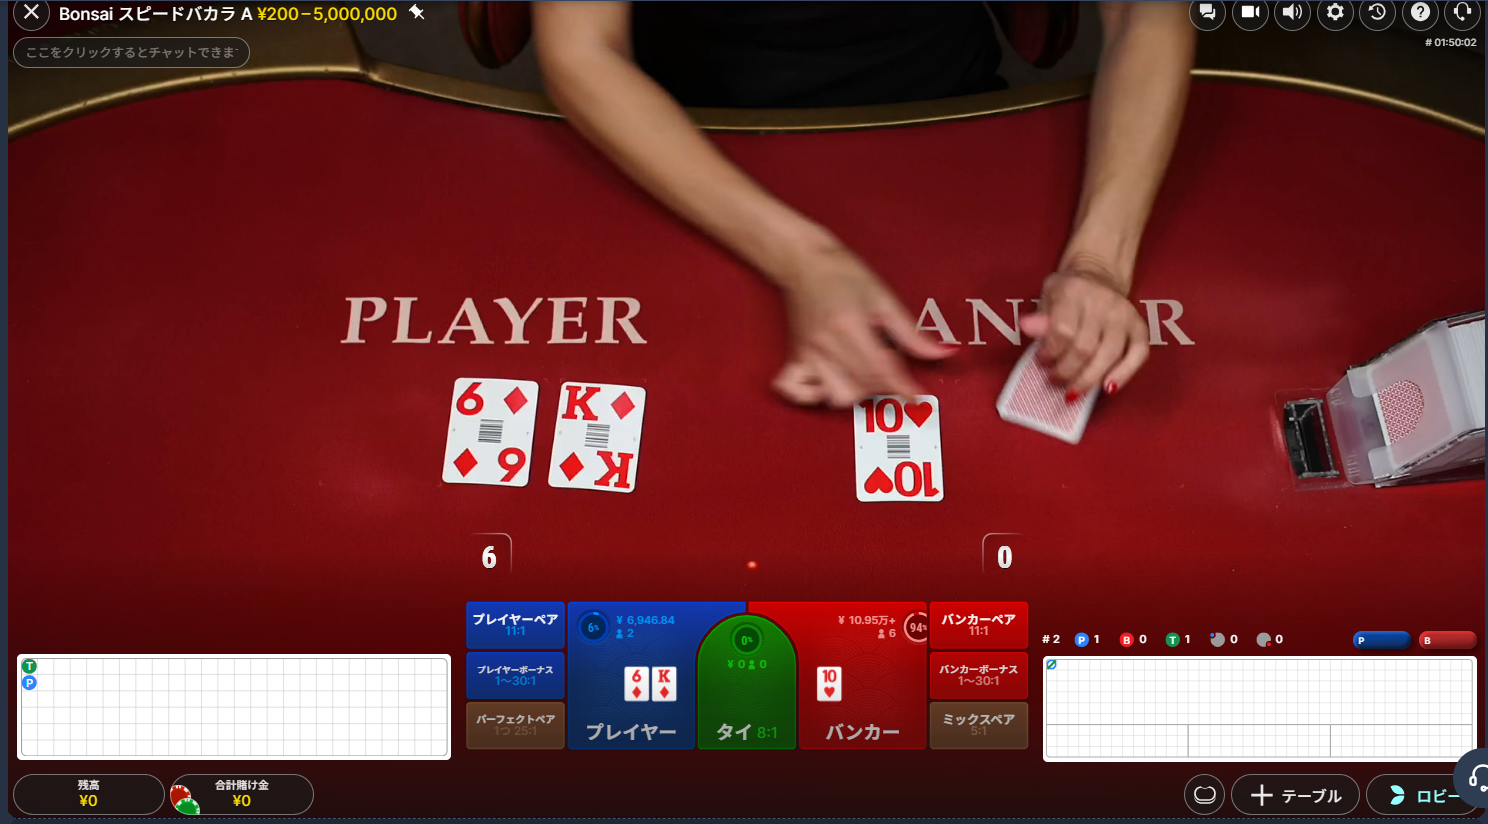 Bonsai スピードバカラ A ¥200–5,000,000
ここをクリックするとチャットできます
# 01:50:02
PLAYER
BANKER
6
6
K
K
10
10
6
0
プレイヤーペア
11:1
プレイヤーボーナス
1〜30:1
パーフェクトペア
1つ 25:1
6%
¥ 6,946.84
2
6
K
プレイヤー
0%
¥ 0 0
タイ 8:1
¥ 10.95万+
6
94%
10
バンカー
バンカーペア
11:1
バンカーボーナス
1〜30:1
ミックスペア
5:1
T
P
# 2 P 1 B 0 T 1 0 0
P B
残高
¥0
合計賭け金
¥0
テーブル
ロビー